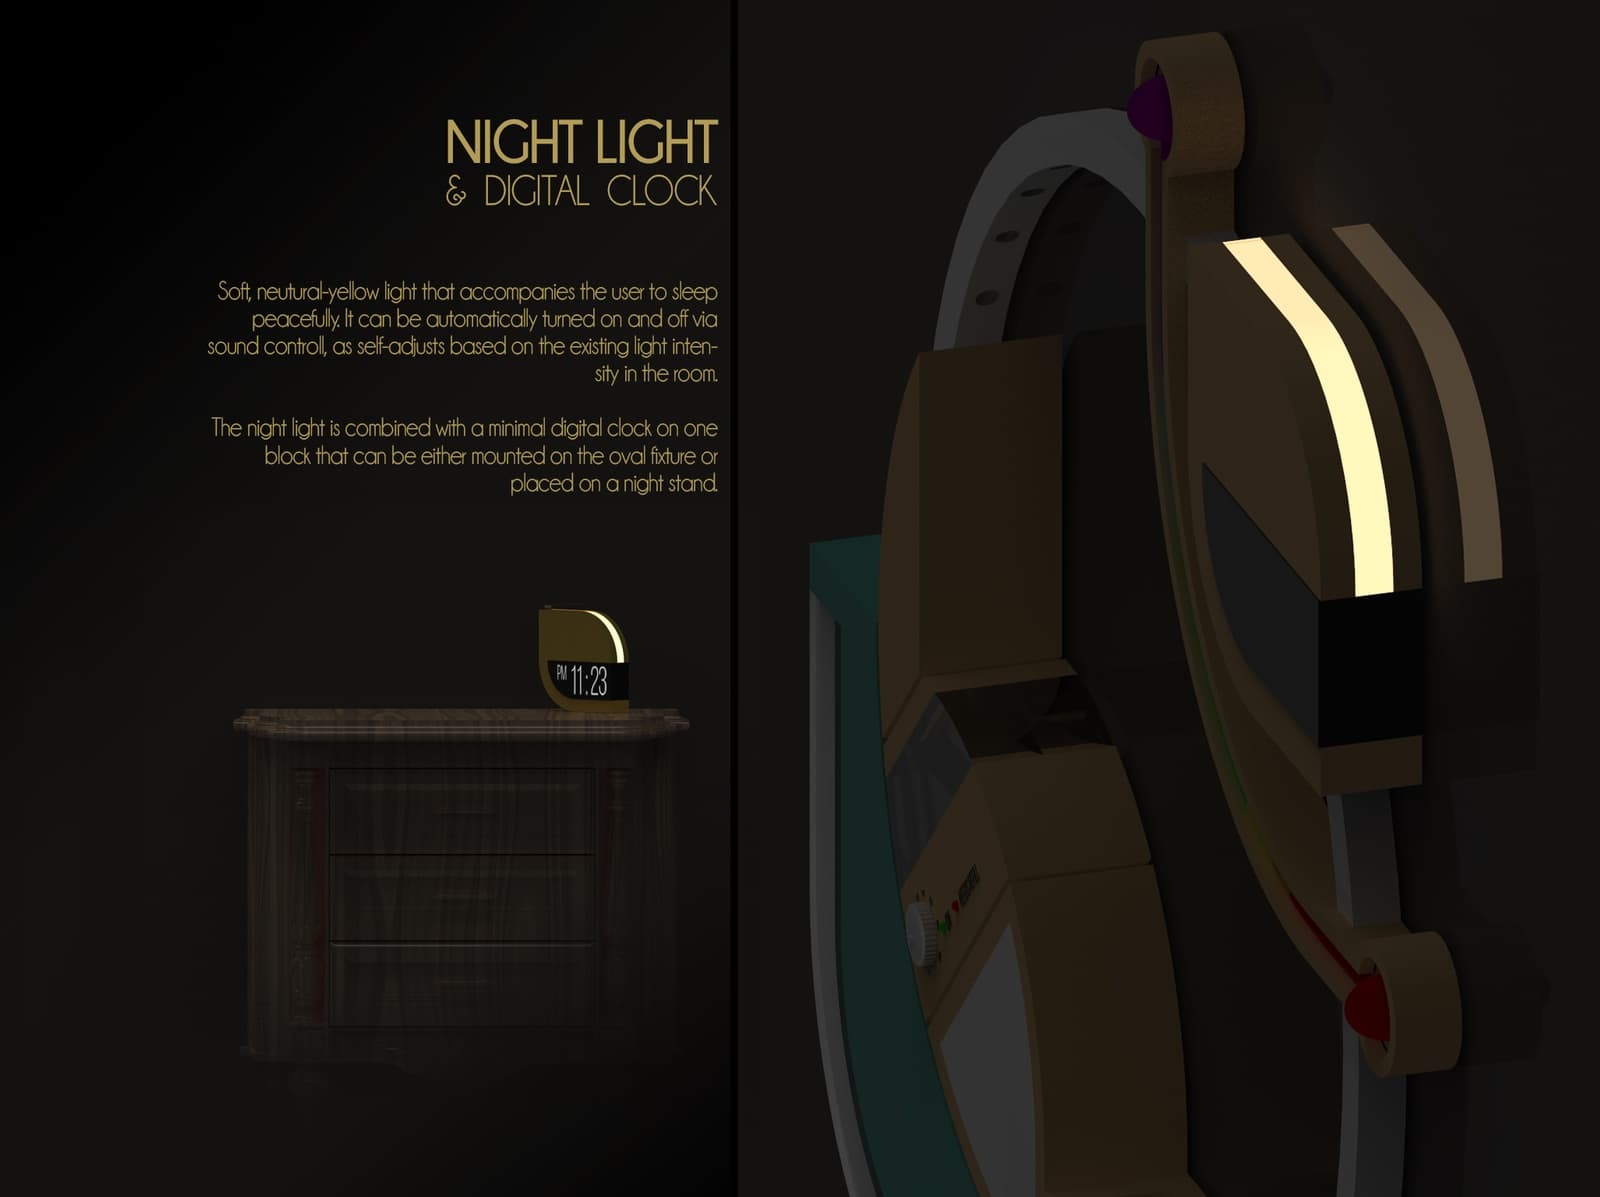 NIGHT LIGHT
& DIGITAL CLOCK
Soft, neutural-yellow light that accompanies the user to sleep
peacefully. It can be automatically turned on and off via
sound controll, as self-adjusts based on the existing light inten-
sity in the room.
The night light is combined with a minimal digital clock on one
block that can be either mounted on the oval fixture or
placed on a night stand.
PM 11:23